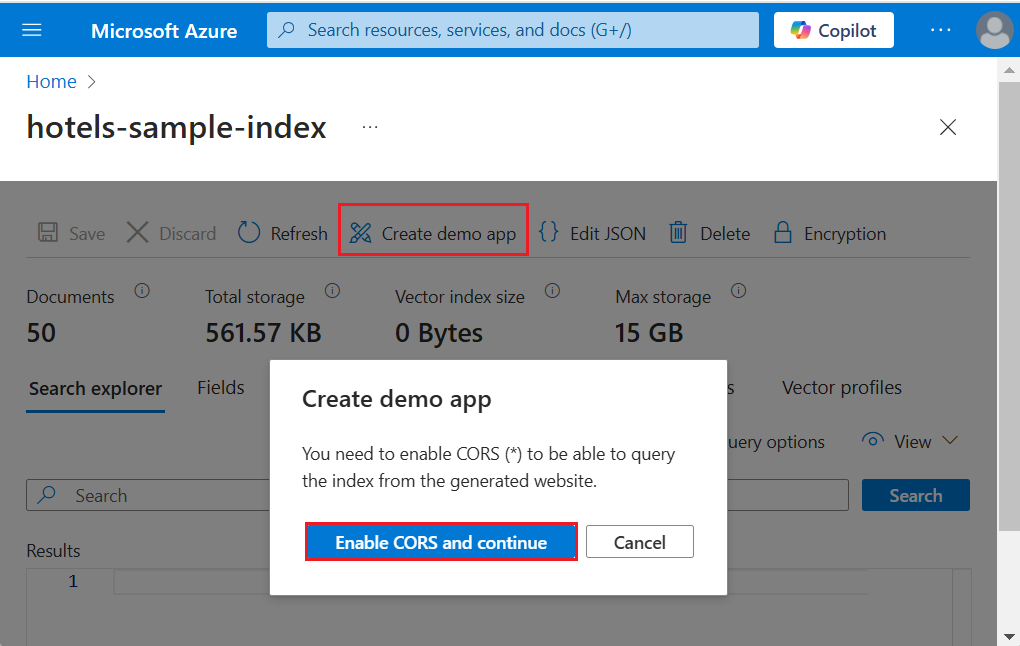 Microsoft Azure
Search resources, services, and docs (G+/)
Copilot
Home
hotels-sample-index
Save
Discard
Refresh
Create demo app
Edit JSON
Delete
Encryption
Documents
Total storage
Vector index size
Max storage
50
561.57 KB
0 Bytes
15 GB
Search explorer
Fields
Vector profiles
options
View
Search
Search
Results
1
Create demo app
You need to enable CORS (*) to be able to query
the index from the generated website.
Enable CORS and continue
Cancel